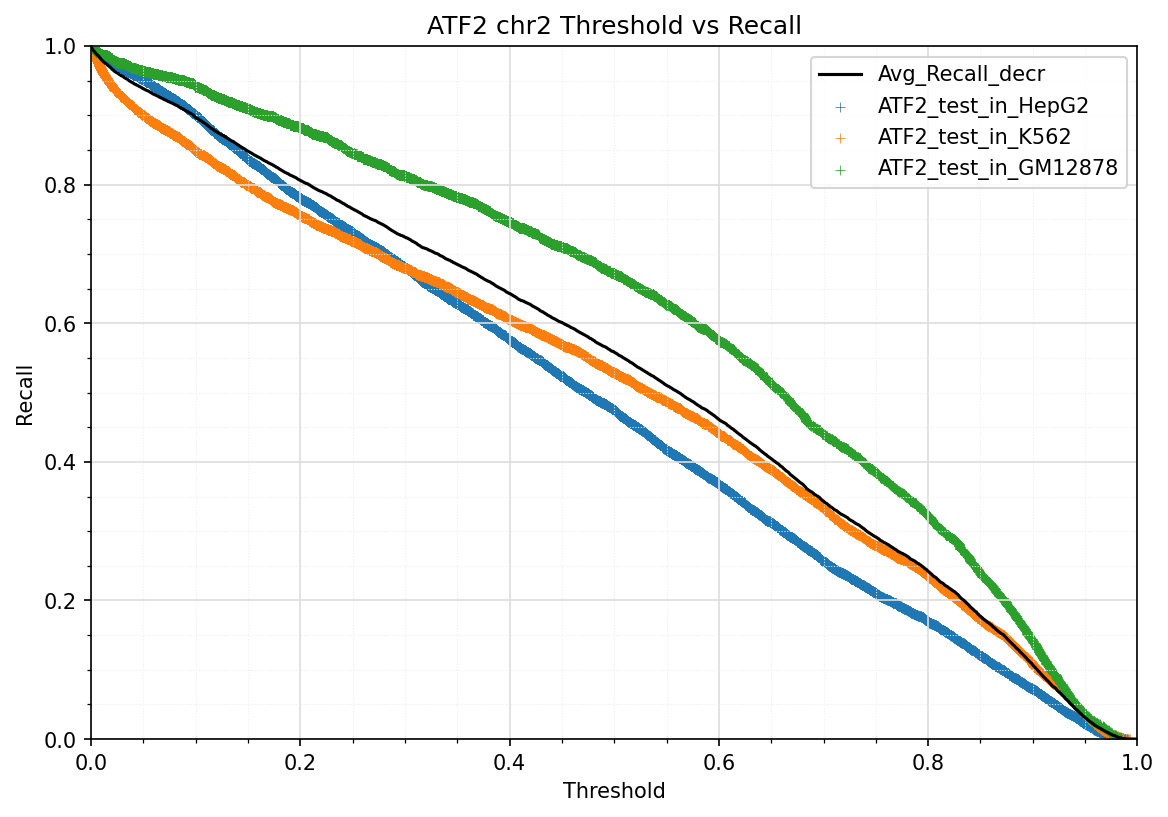 ATF2 chr2 Threshold vs Recall
1.0
0.8
0.6
0.4
0.2
0.0
Recall
Avg_Recall_decr
ATF2_test_in_HepG2
ATF2_test_in_K562
ATF2_test_in_GM12878
0.0 0.2 0.4 0.6 0.8 1.0
Threshold